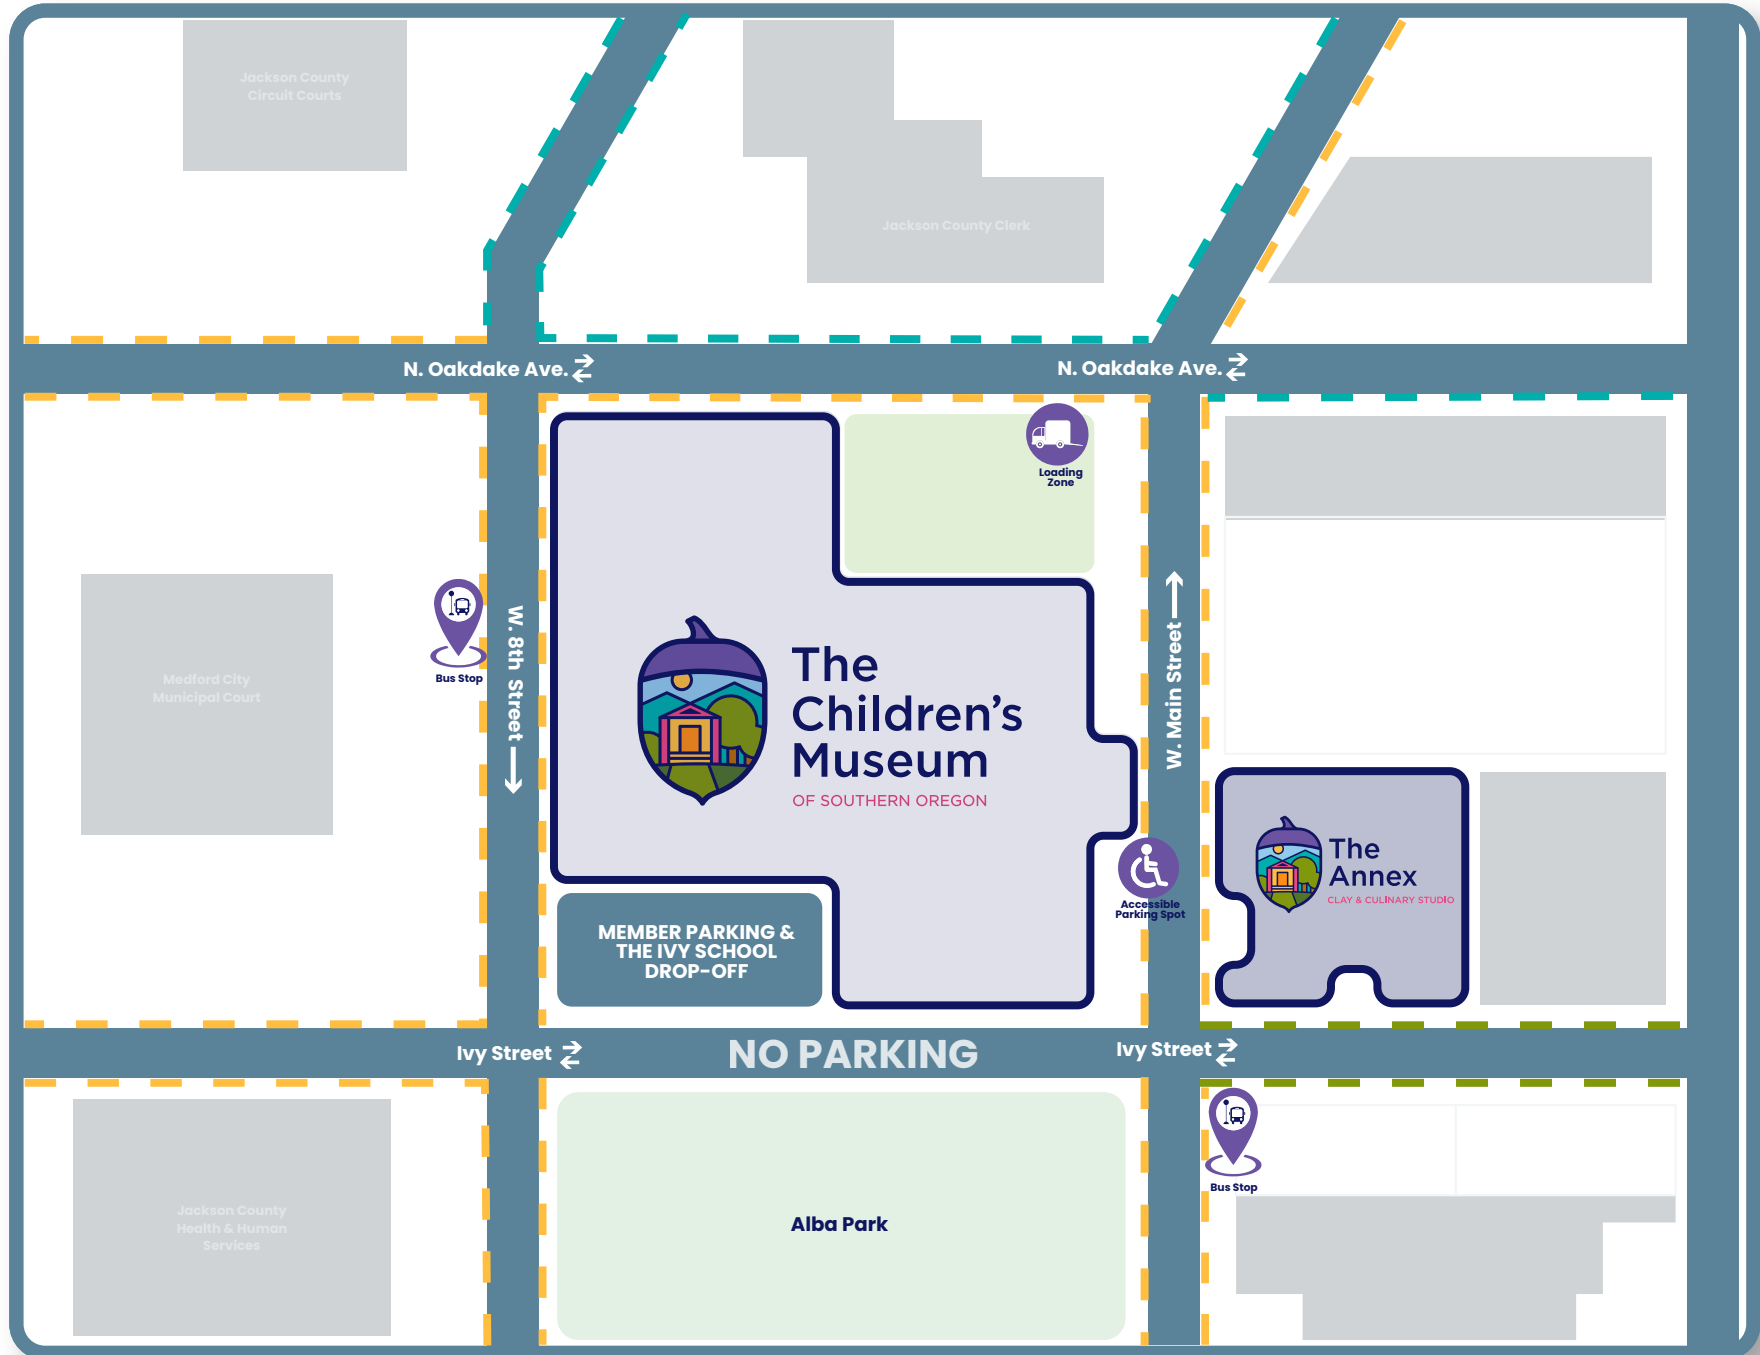 Jackson County
Circuit Courts
Jackson County Clerk
N. Oakdake Ave.
N. Oakdake Ave.
Loading
Zone
Medford City
Municipal Court
Bus Stop
W. 8th Street
The
Children's
Museum
OF SOUTHERN OREGON
W. Main Street
The
Annex
CLAY & CULINARY STUDIO
Accessible
Parking Spot
MEMBER PARKING &
THE IVY SCHOOL
DROP-OFF
Ivy Street
NO PARKING
Ivy Street
Bus Stop
Jackson County
Health & Human
Services
Alba Park